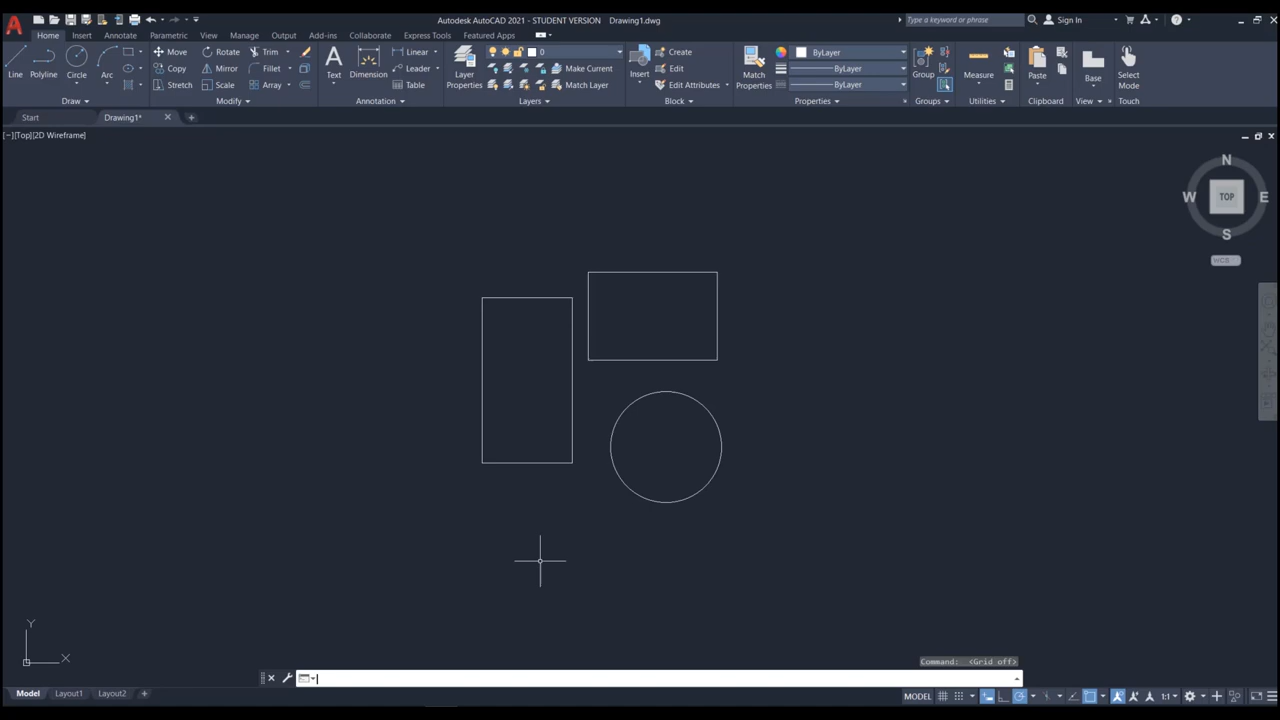 Autodesk AutoCAD 2021 - STUDENT VERSION Drawing1.dwg
Type a keyword or phrase
Sign In
Home Insert Annotate Parametric View Manage Output Add-ins Collaborate Express Tools Featured Apps
Line
Polyline
Circle
Arc
Draw
Move Rotate Trim
Copy Mirror Fillet
Stretch Scale Array
Modify
Text
Dimension
Linear
Leader
Table
Annotation
Layer
Properties
0
Make Current
Match Layer
Layers
Insert
Create
Edit
Edit Attributes
Block
Match
Properties
ByLayer
ByLayer
ByLayer
Properties
Group
Groups
Measure
Utilities
Paste
Clipboard
Base
View
Select
Mode
Touch
Start Drawing1*
[−][Top][2D Wireframe]
N
W TOP E
S
WCS
Y
X
Command: <Grid off>
Model Layout1 Layout2
MODEL
1:1